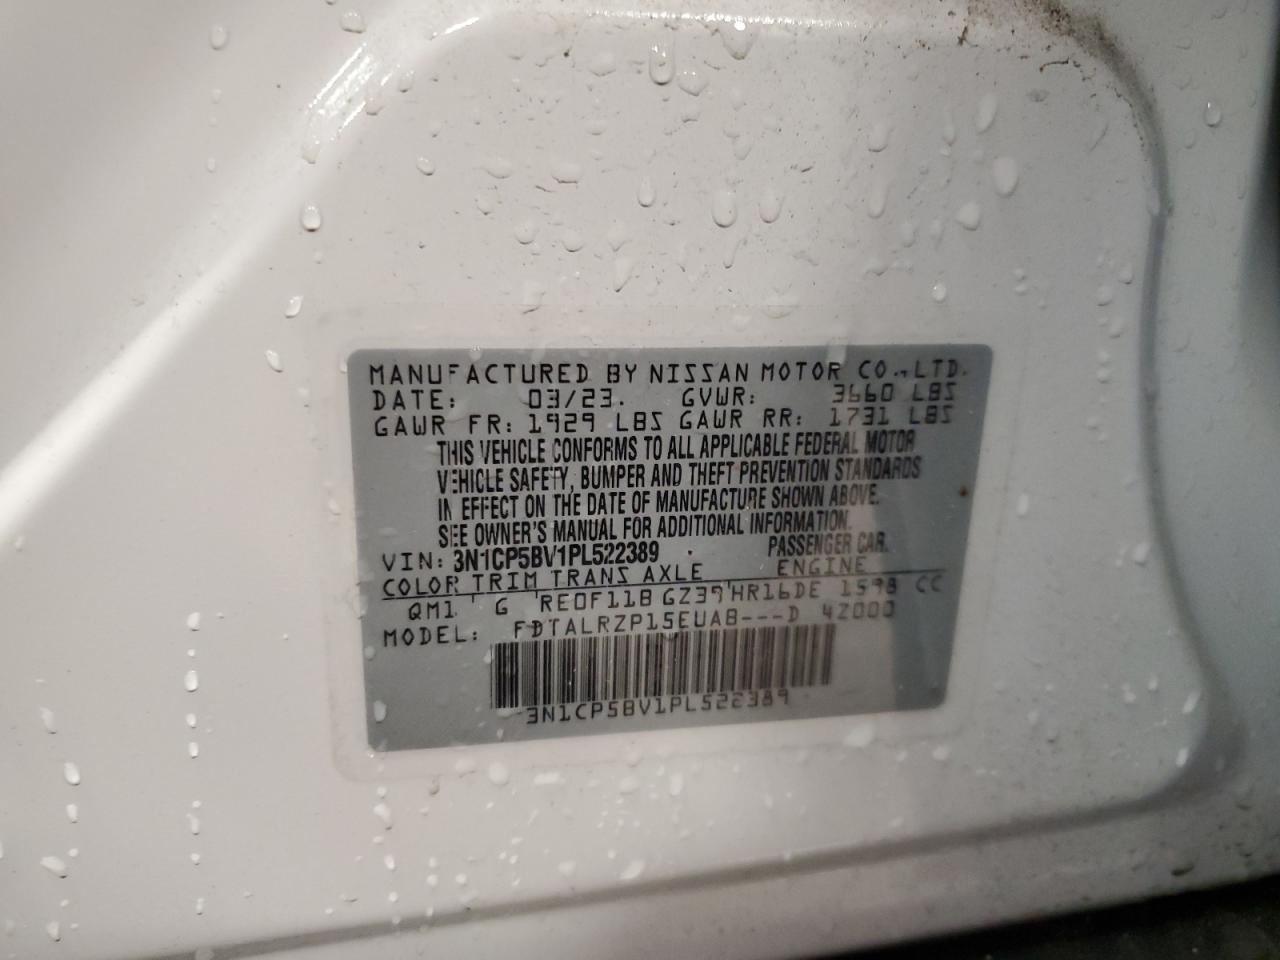 MANUFACTURED BY NISSAN MOTOR CO.,LTD.
DATE: 03/23. GVWR: 3660 LBS
GAWR FR: 1929 LBS GAWR RR: 1731 LBS
THIS VEHICLE CONFORMS TO ALL APPLICABLE FEDERAL MOTOR
VEHICLE SAFETY, BUMPER AND THEFT PREVENTION STANDARDS
IN EFFECT ON THE DATE OF MANUFACTURE SHOWN ABOVE.
SEE OWNER'S MANUAL FOR ADDITIONAL INFORMATION.
VIN: 3N1CP5BV1PL522389 PASSENGER CAR.
COLOR TRIM TRANS AXLE ENGINE
QM1 G RE0F11B GZ39 HR16DE 1598 CC
MODEL: FDTALRZP15EUAB---D 42000
3N1CP5BV1PL522389